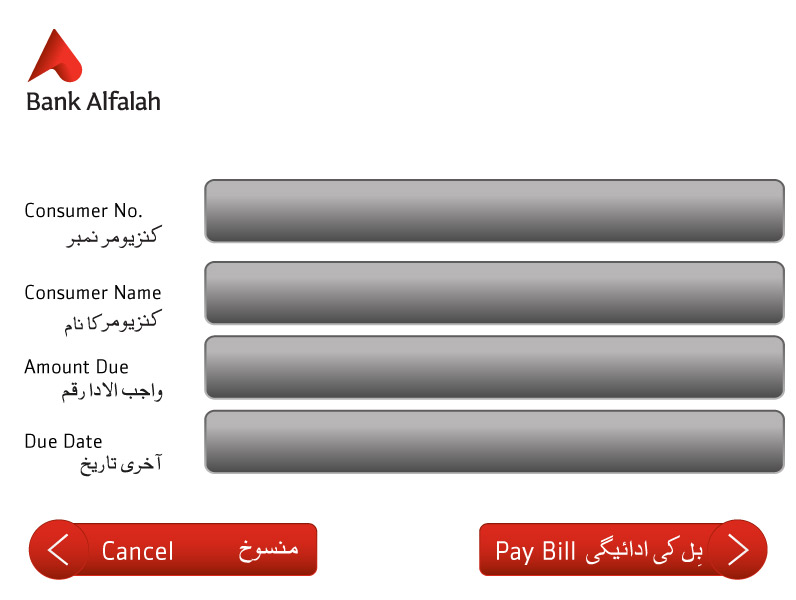 Bank Alfalah
Consumer No.
کنزیومر نمبر
Consumer Name
کنزیومر کا نام
Amount Due
واجب الادا رقم
Due Date
آخری تاریخ
Cancel منسوخ
Pay Bill بِل کی ادائیگی